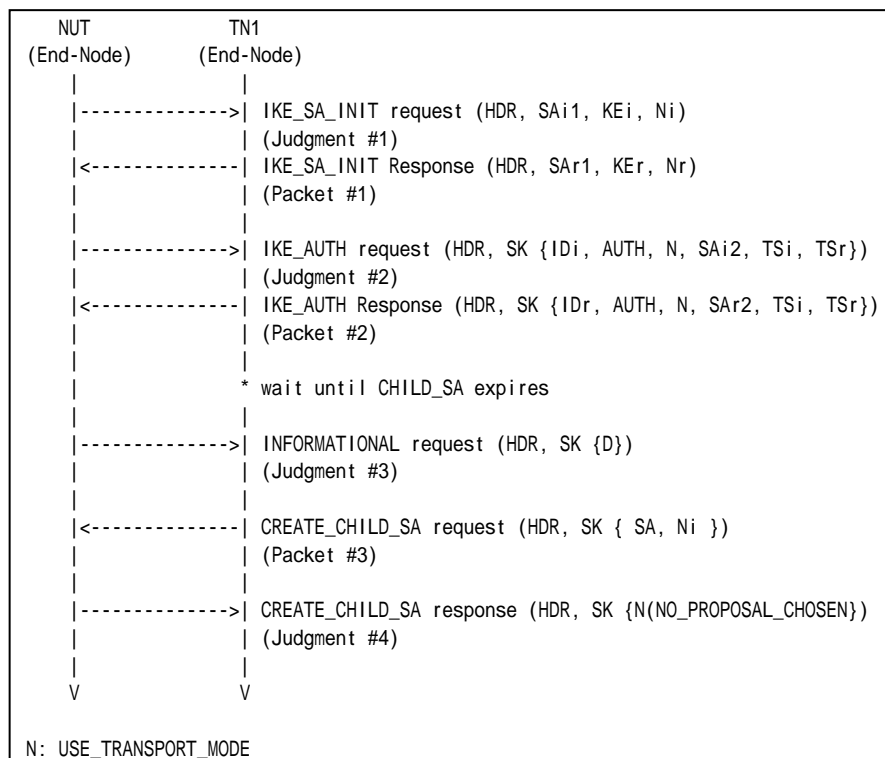 NUT TN1
(End-Node) (End-Node)
| |
|-------------->| IKE_SA_INIT request (HDR, SAi1, KEi, Ni)
| | (Judgment #1)
|<--------------| IKE_SA_INIT Response (HDR, SAr1, KEr, Nr)
| | (Packet #1)
| |
|-------------->| IKE_AUTH request (HDR, SK {IDi, AUTH, N, SAi2, TSi, TSr})
| | (Judgment #2)
|<--------------| IKE_AUTH Response (HDR, SK {IDr, AUTH, N, SAr2, TSi, TSr})
| | (Packet #2)
| |
| * wait until CHILD_SA expires
| |
|-------------->| INFORMATIONAL request (HDR, SK {D})
| | (Judgment #3)
| |
|<--------------| CREATE_CHILD_SA request (HDR, SK { SA, Ni })
| | (Packet #3)
| |
|-------------->| CREATE_CHILD_SA response (HDR, SK {N(NO_PROPOSAL_CHOSEN})
| | (Judgment #4)
| |
V V
N: USE_TRANSPORT_MODE